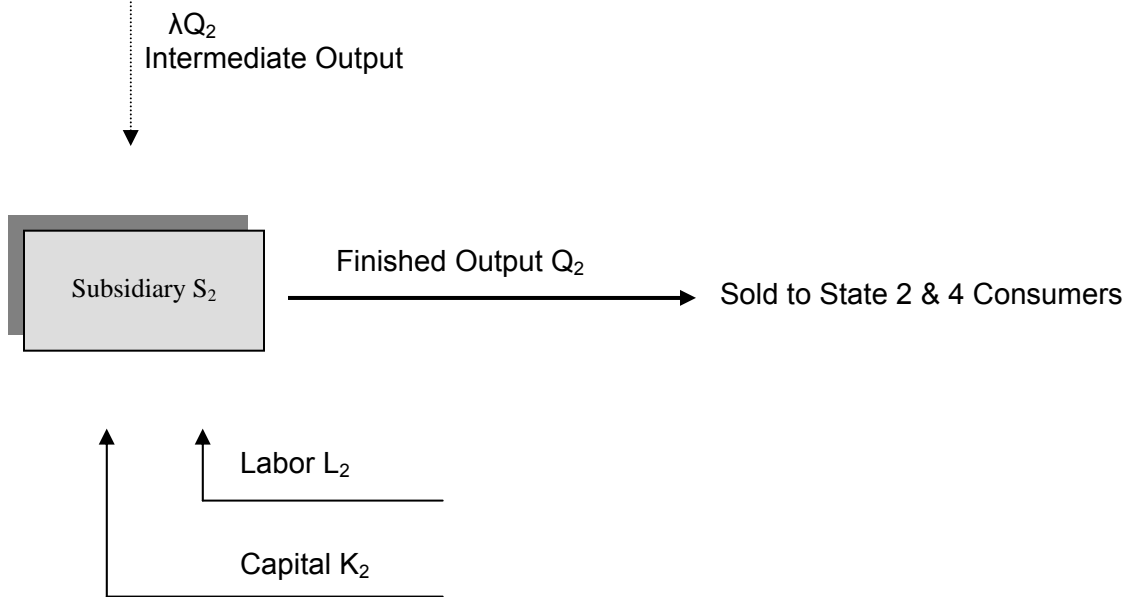 λQ₂
Intermediate Output
Subsidiary S₂
Finished Output Q₂
Sold to State 2 & 4 Consumers
Labor L₂
Capital K₂